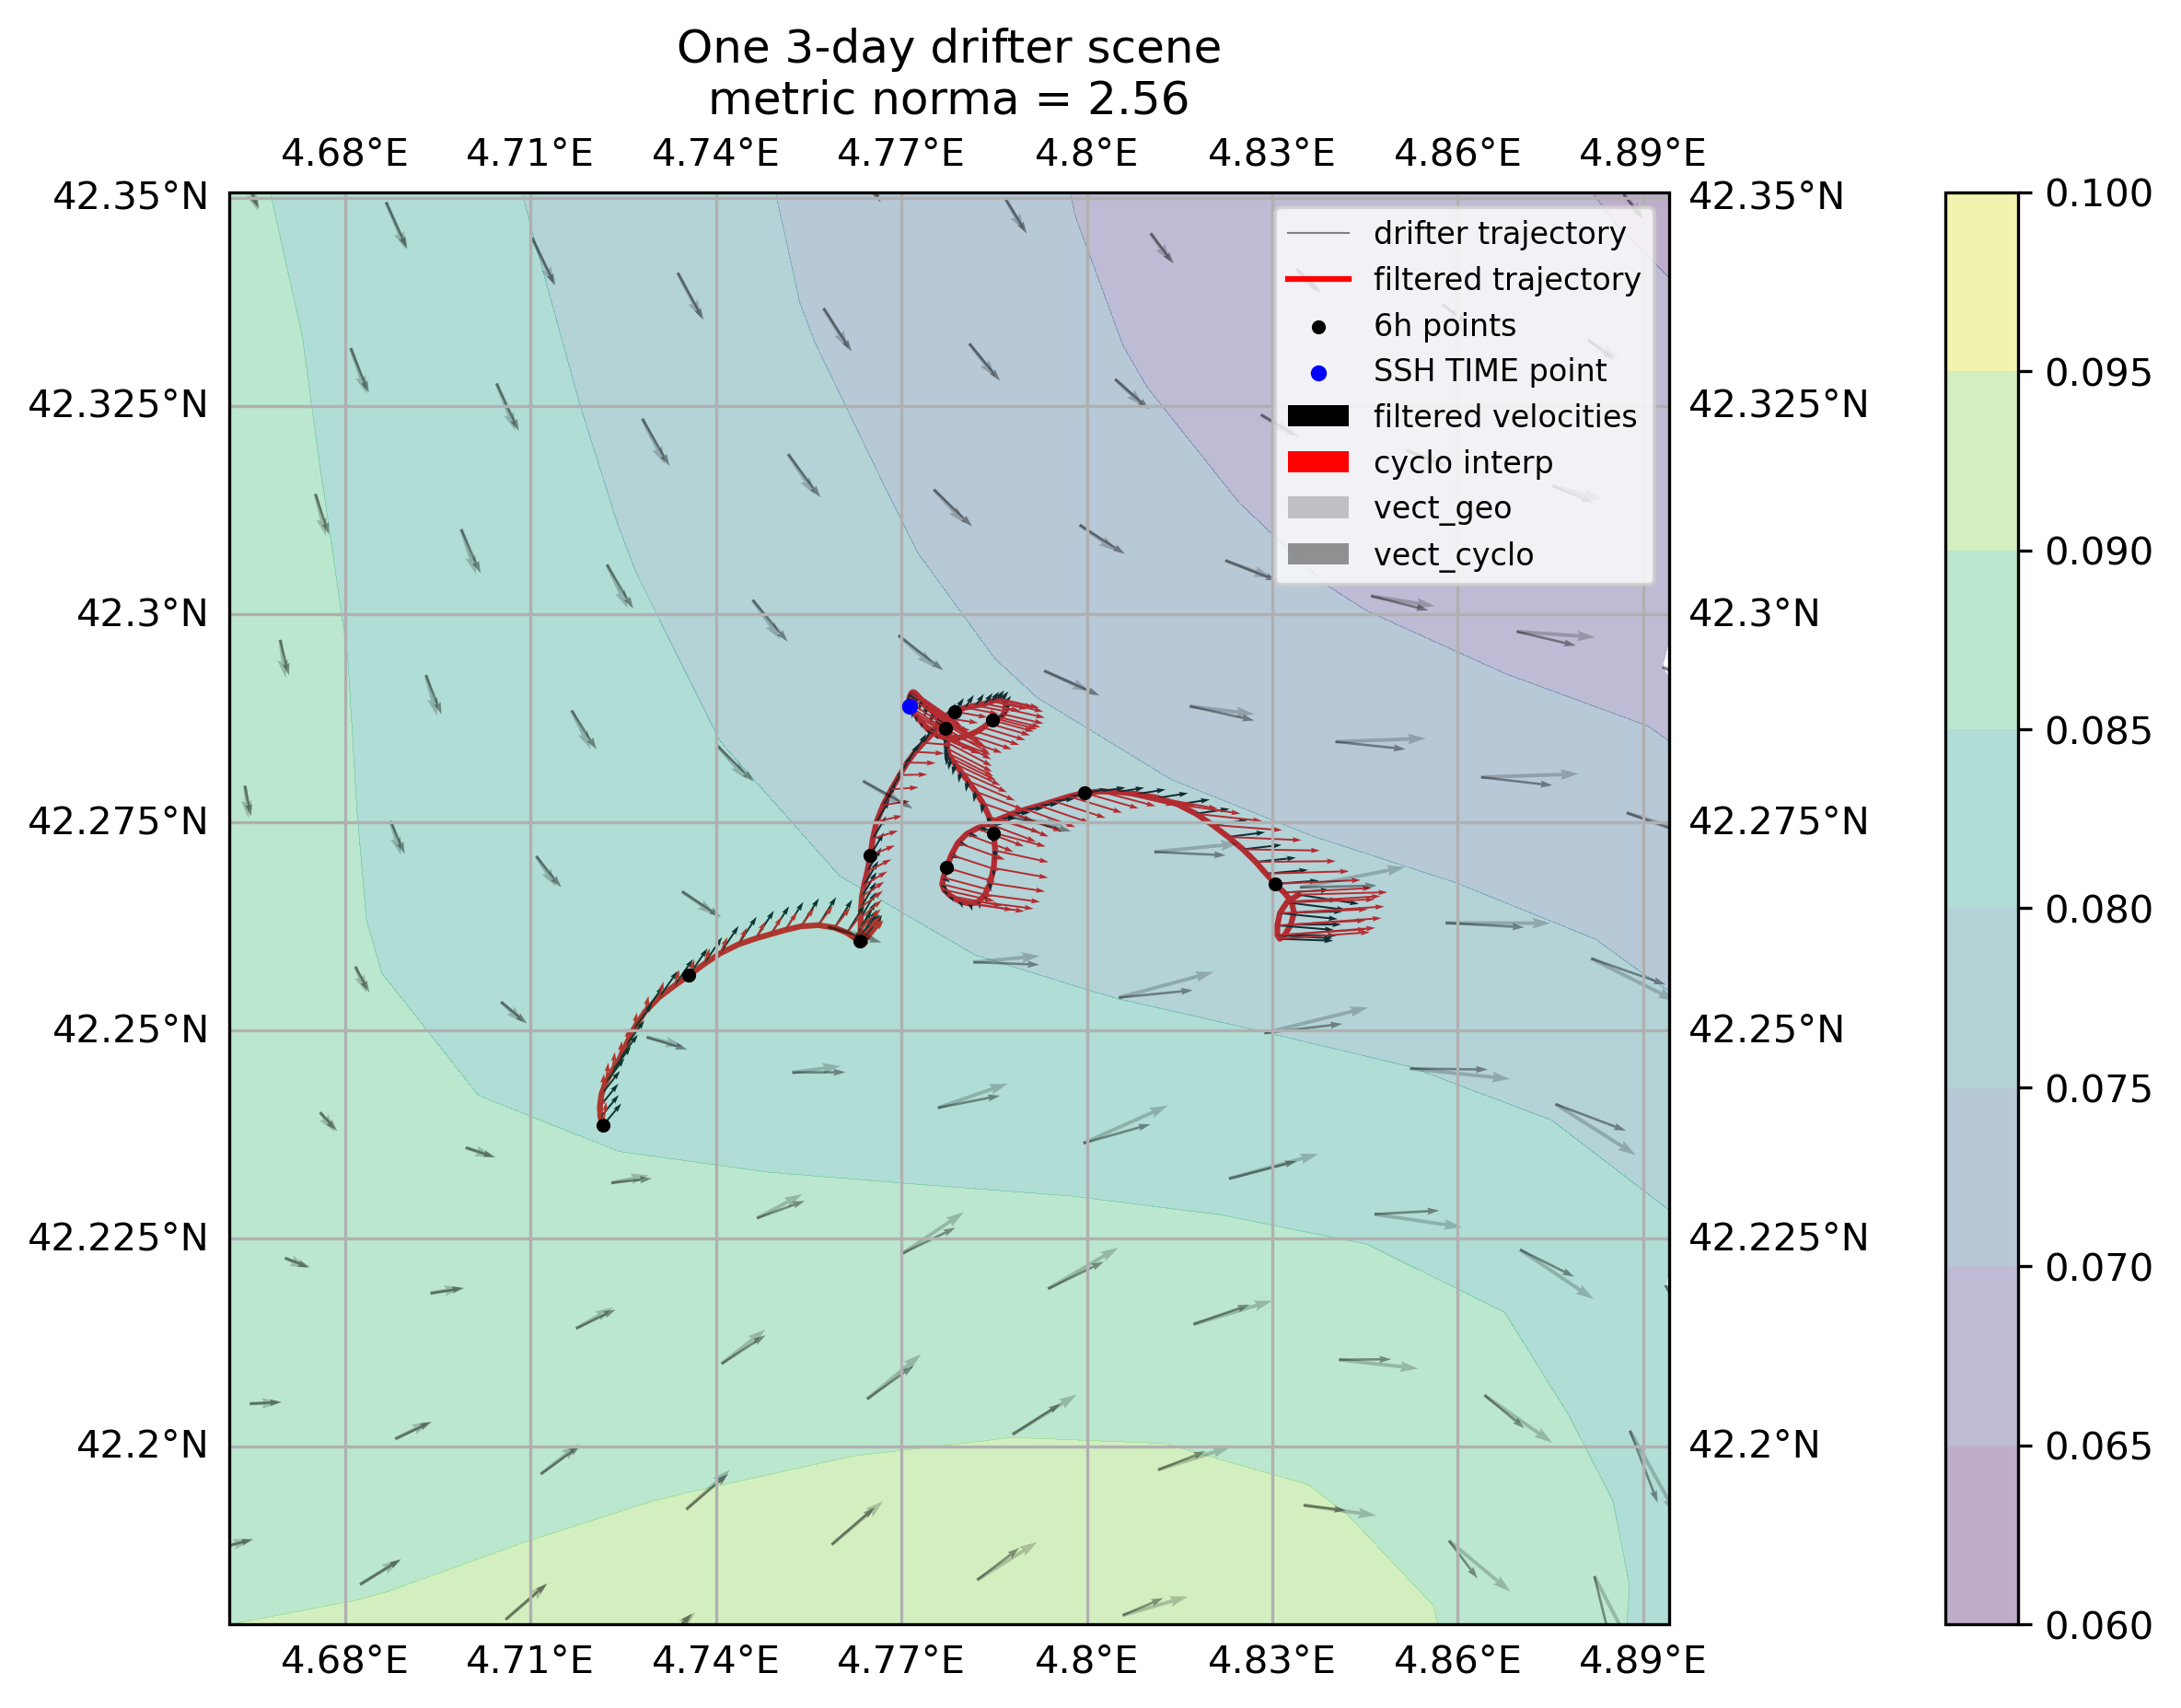 One 3-day drifter scene
metric norma = 2.56
4.68°E 4.71°E 4.74°E 4.77°E 4.8°E 4.83°E 4.86°E 4.89°E
42.35°N 42.35°N 0.100
drifter trajectory
filtered trajectory
6h points
SSH TIME point
0.095
42.325°N 42.325°N
filtered velocities
cyclo interp
vect_geo
vect_cyclo
0.090
42.3°N 42.3°N
0.085
42.275°N 42.275°N
0.080
42.25°N 42.25°N
0.075
42.225°N 42.225°N
0.070
42.2°N 42.2°N
0.065
0.060
4.68°E 4.71°E 4.74°E 4.77°E 4.8°E 4.83°E 4.86°E 4.89°E